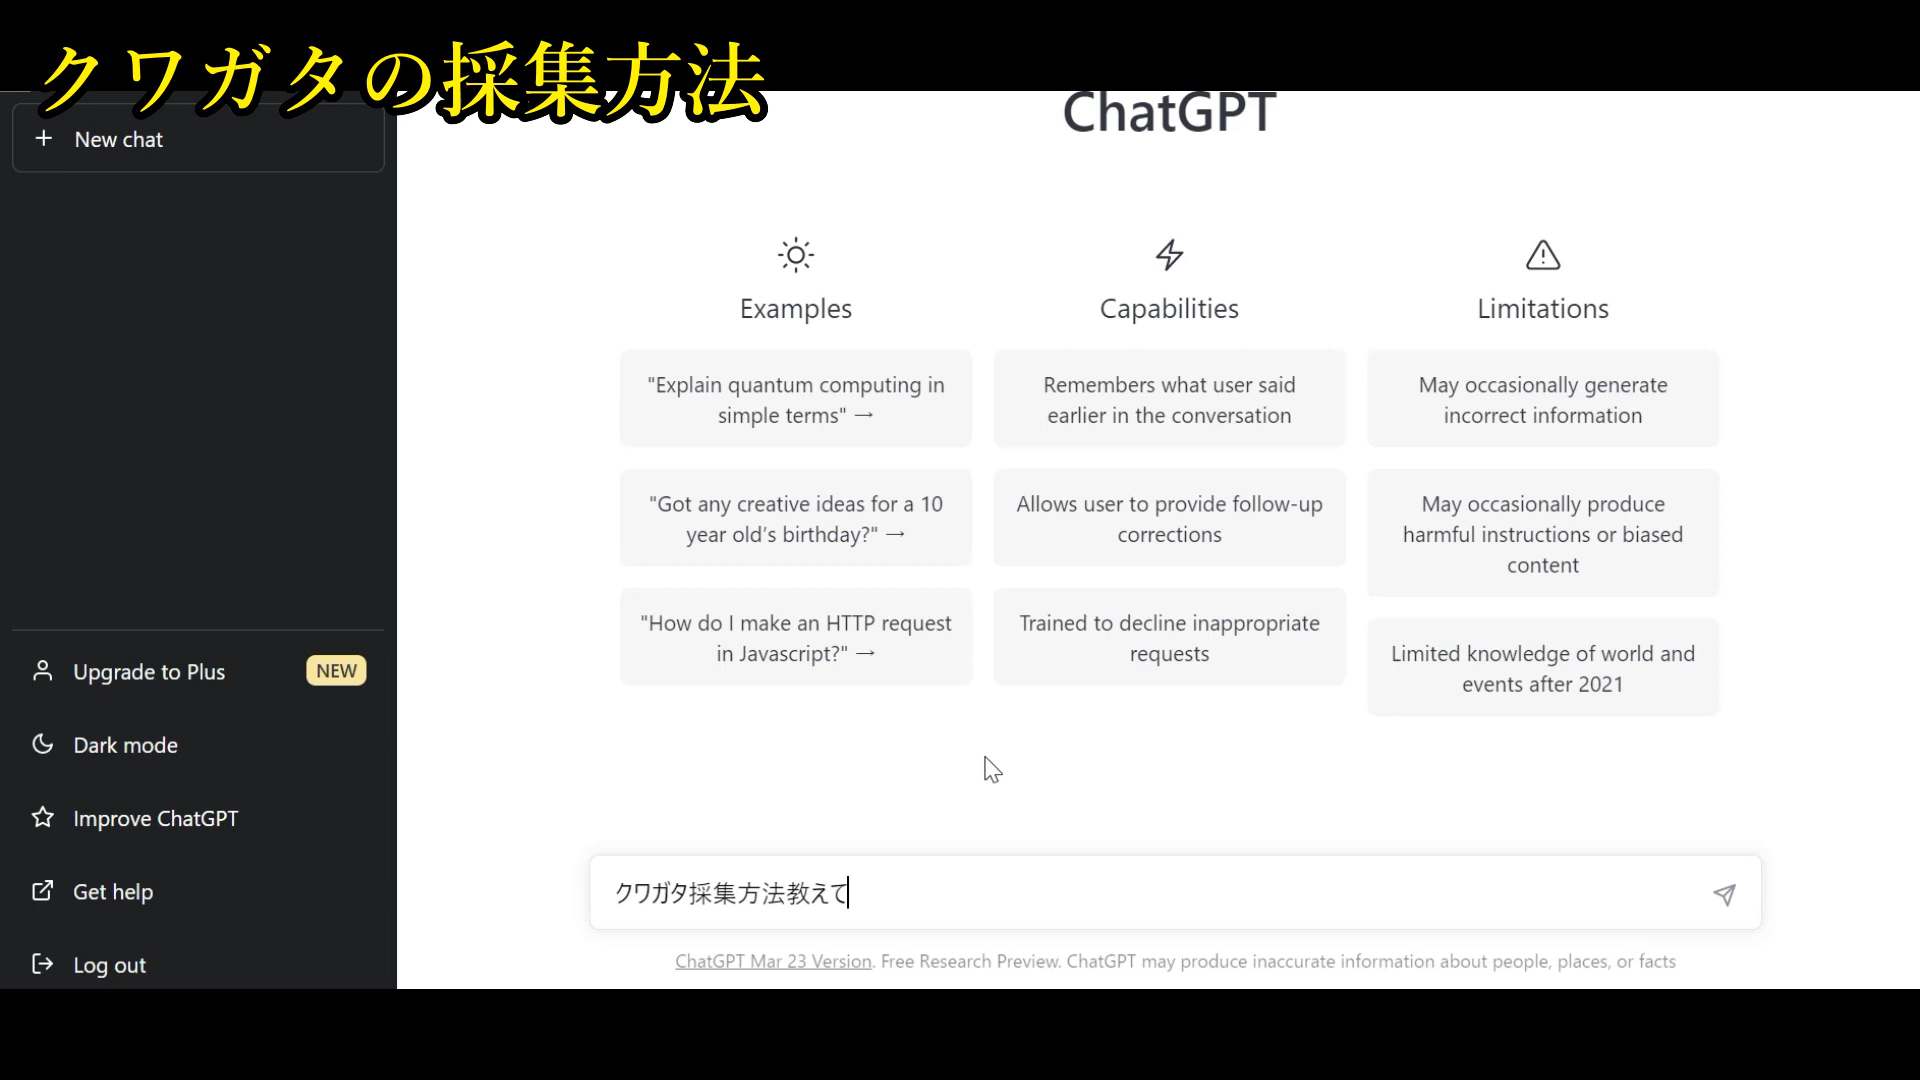 クワガタの採集方法
New chat
ChatGPT
Examples
"Explain quantum computing in
simple terms" →
"Got any creative ideas for a 10
year old's birthday?" →
"How do I make an HTTP request
in Javascript?" →
Capabilities
Remembers what user said
earlier in the conversation
Allows user to provide follow-up
corrections
Trained to decline inappropriate
requests
Limitations
May occasionally generate
incorrect information
May occasionally produce
harmful instructions or biased
content
Limited knowledge of world and
events after 2021
Upgrade to Plus
NEW
Dark mode
Improve ChatGPT
Get help
Log out
クワガタ採集方法教えて
ChatGPT Mar 23 Version. Free Research Preview. ChatGPT may produce inaccurate information about people, places, or facts